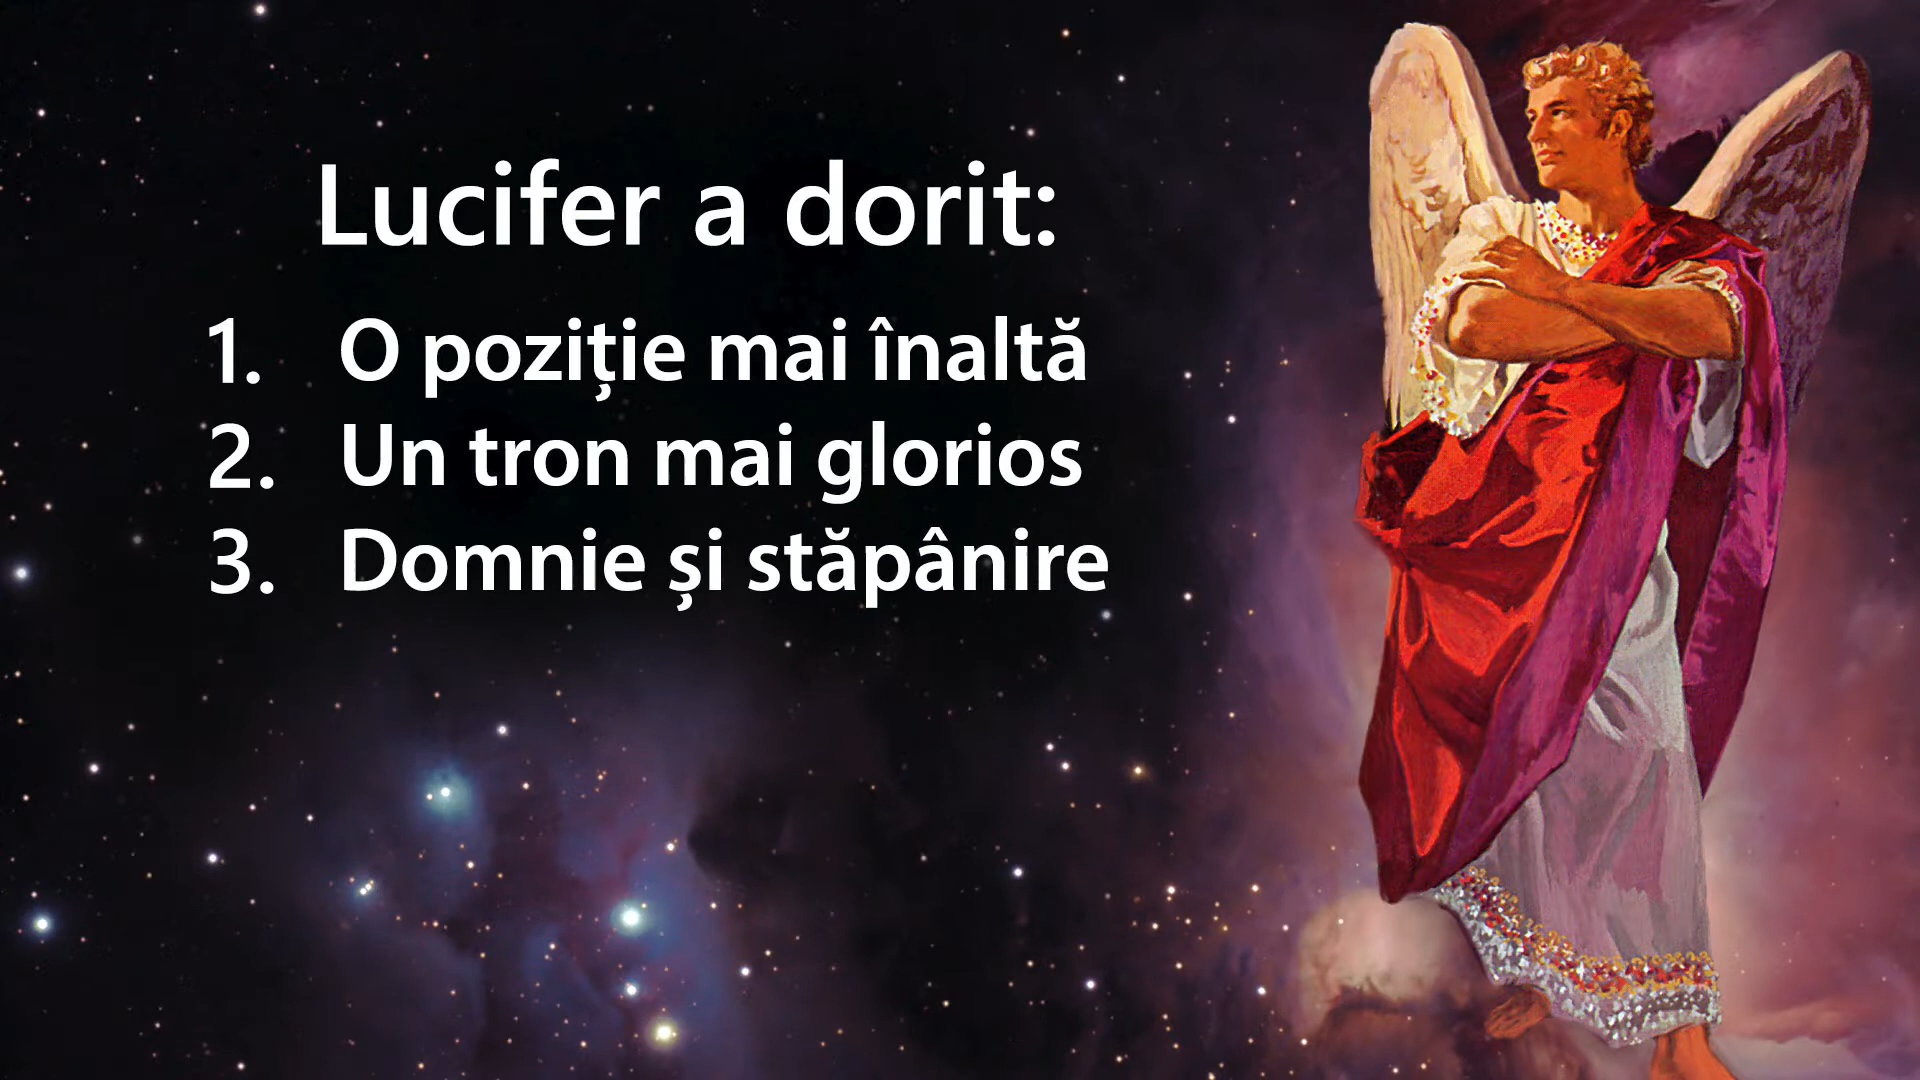 Lucifer a dorit:
1. O poziție mai înaltă
2. Un tron mai glorios
3. Domnie și stăpânire